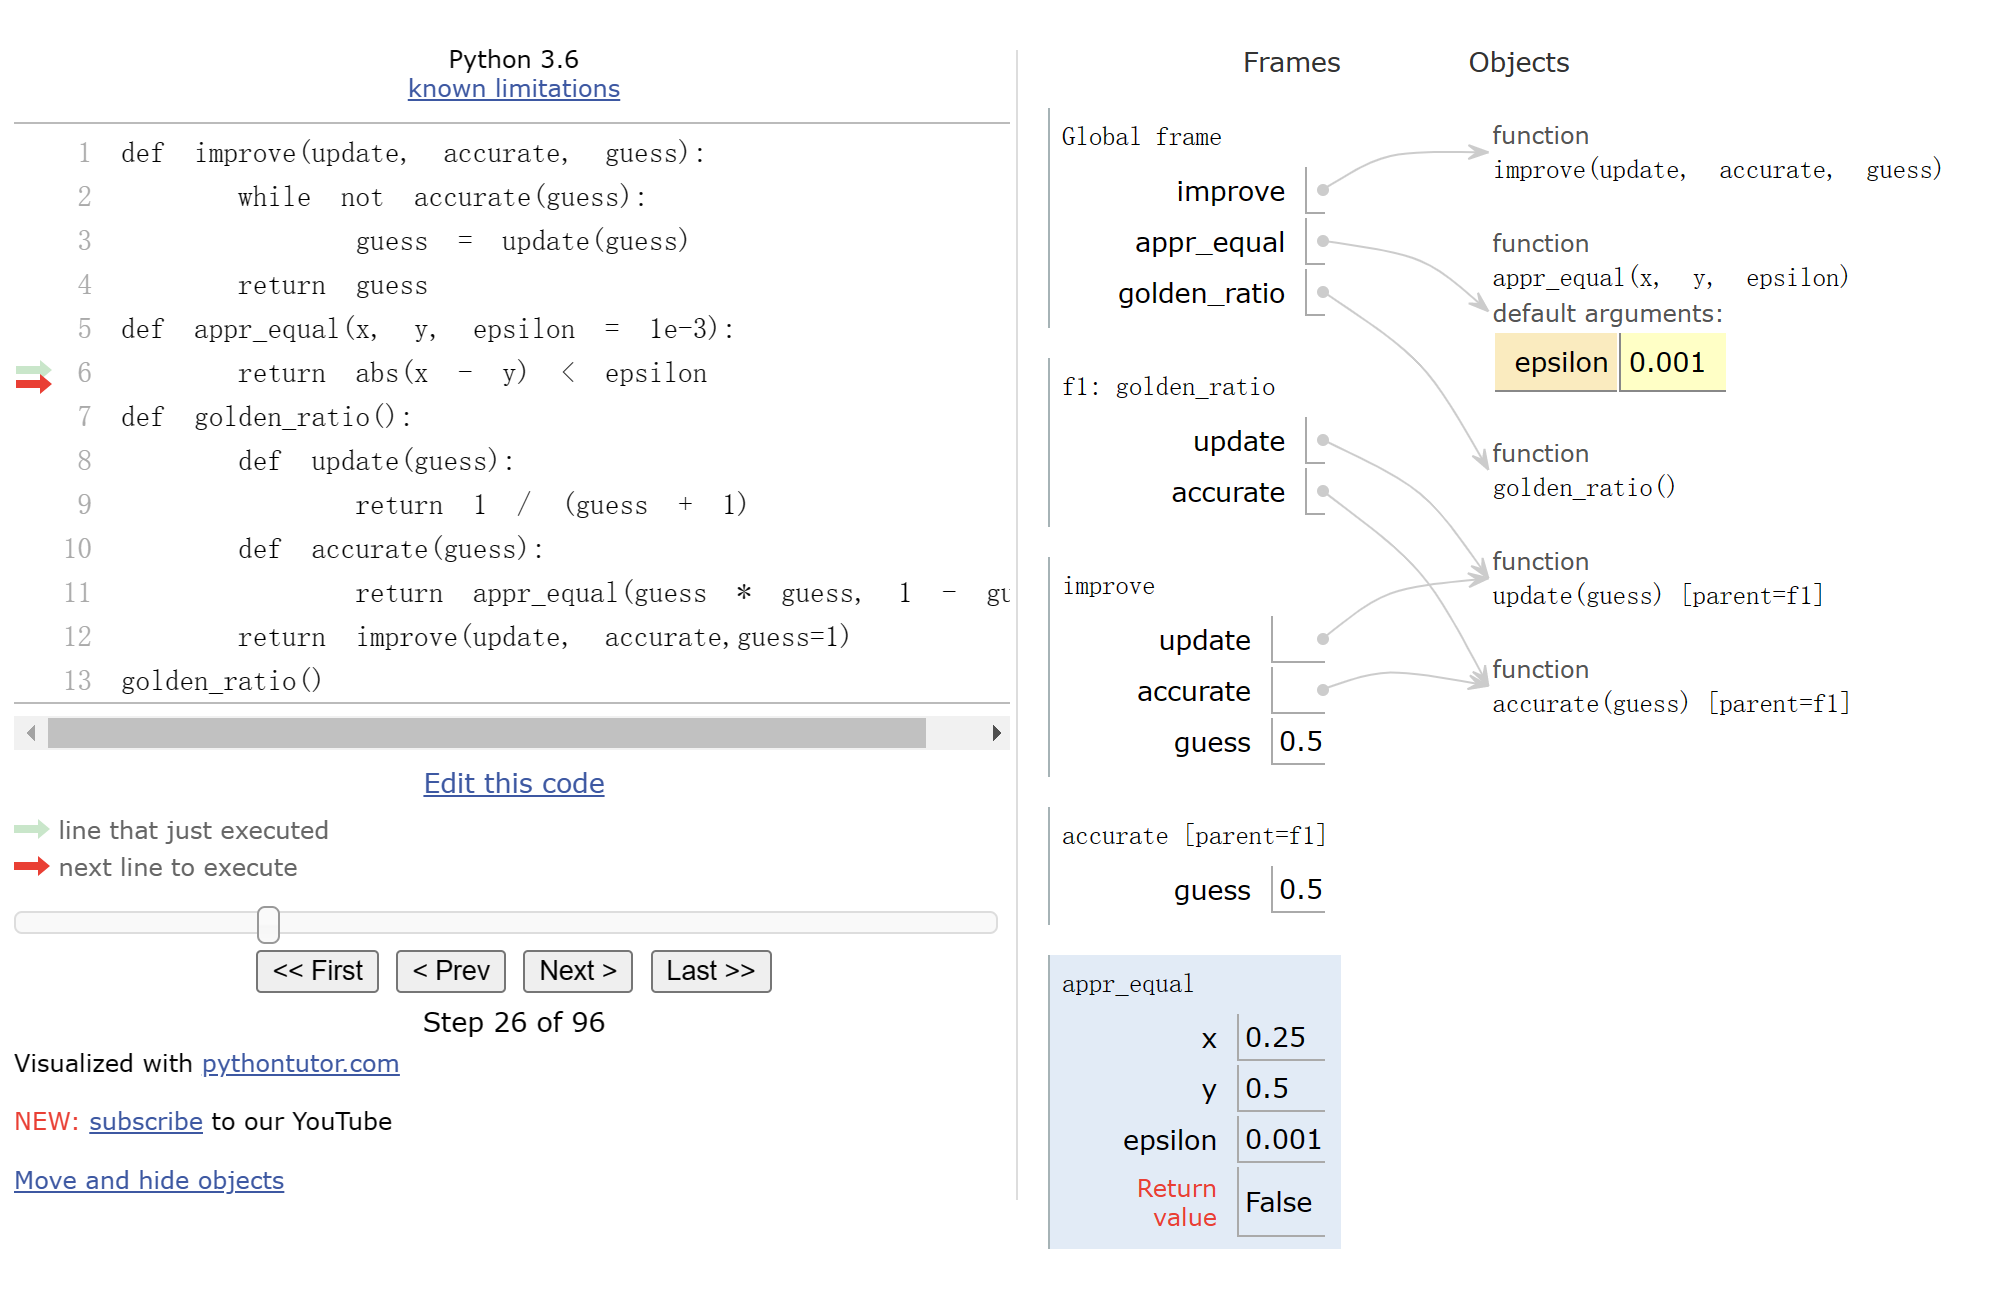 Python 3.6
known limitations
1 def improve(update, accurate, guess):
2 while not accurate(guess):
3 guess = update(guess)
4 return guess
5 def appr_equal(x, y, epsilon = 1e-3):
6 return abs(x - y) < epsilon
7 def golden_ratio():
8 def update(guess):
9 return 1 / (guess + 1)
10 def accurate(guess):
11 return appr_equal(guess * guess, 1 - gu
12 return improve(update, accurate,guess=1)
13 golden_ratio()
Edit this code
line that just executed
next line to execute
<< First < Prev Next > Last >>
Step 26 of 96
Visualized with pythontutor.com
NEW: subscribe to our YouTube
Move and hide objects
Frames Objects
Global frame
improve
appr_equal
golden_ratio
f1: golden_ratio
update
accurate
improve
update
accurate
guess 0.5
accurate [parent=f1]
guess 0.5
appr_equal
x 0.25
y 0.5
epsilon 0.001
Return
value False
function
improve(update, accurate, guess)
function
appr_equal(x, y, epsilon)
default arguments:
epsilon 0.001
function
golden_ratio()
function
update(guess) [parent=f1]
function
accurate(guess) [parent=f1]